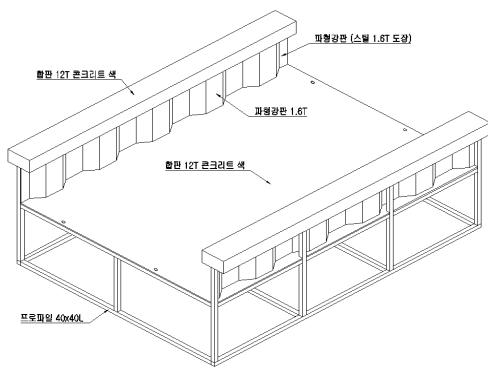 파형강판 (스틸 1.6T 도장)
합판 12T 콘크리트 색
파형강판 1.6T
합판 12T 콘크리트 색
프로파일 40x40L